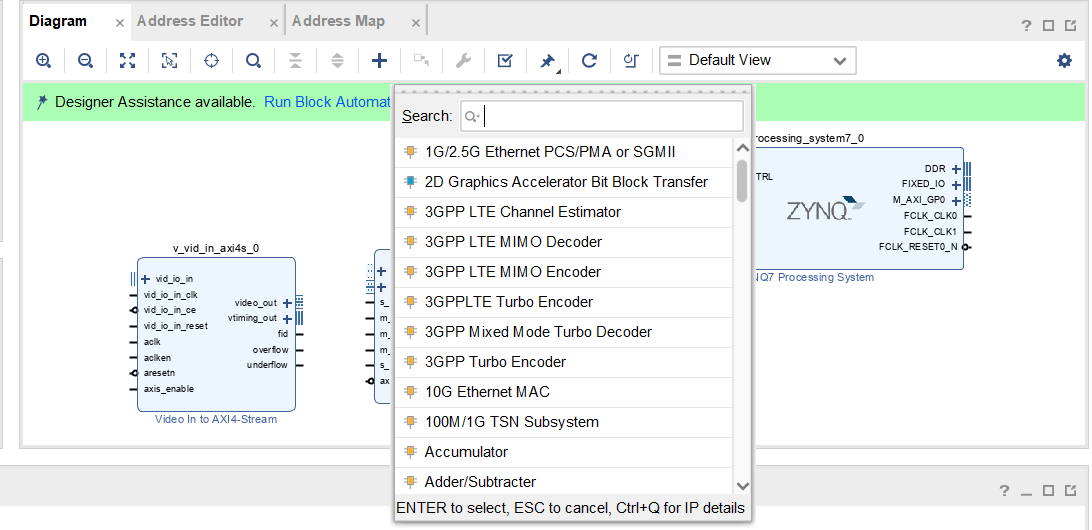 Diagram × Address Editor × Address Map ×
?
Default View
Designer Assistance available. Run Block Automat
Search:
1G/2.5G Ethernet PCS/PMA or SGMII
2D Graphics Accelerator Bit Block Transfer
3GPP LTE Channel Estimator
3GPP LTE MIMO Decoder
3GPP LTE MIMO Encoder
3GPPLTE Turbo Encoder
3GPP Mixed Mode Turbo Decoder
3GPP Turbo Encoder
10G Ethernet MAC
100M/1G TSN Subsystem
Accumulator
Adder/Subtracter
ENTER to select, ESC to cancel, Ctrl+Q for IP details
v_vid_in_axi4s_0
vid_io_in
vid_io_in_clk
vid_io_in_ce
vid_io_in_reset
aclk
aclken
aresetn
axis_enable
video_out
vtiming_out
fid
overflow
underflow
Video In to AXI4-Stream
s_
m_
m_
s_
ax
rocessing_system7_0
TRL
ZYNQ
DDR
FIXED_IO
M_AXI_GP0
FCLK_CLK0
FCLK_CLK1
FCLK_RESET0_N
NQ7 Processing System
?